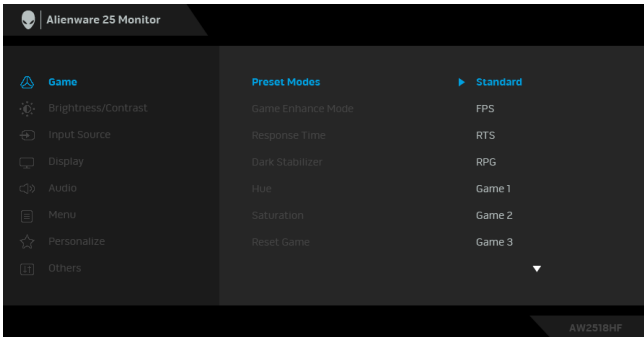 Alienware 25 Monitor
Game
Brightness/Contrast
Input Source
Display
Audio
Menu
Personalize
Others
Preset Modes
Game Enhance Mode
Response Time
Dark Stabilizer
Hue
Saturation
Reset Game
Standard
FPS
RTS
RPG
Game 1
Game 2
Game 3
AW2518HF